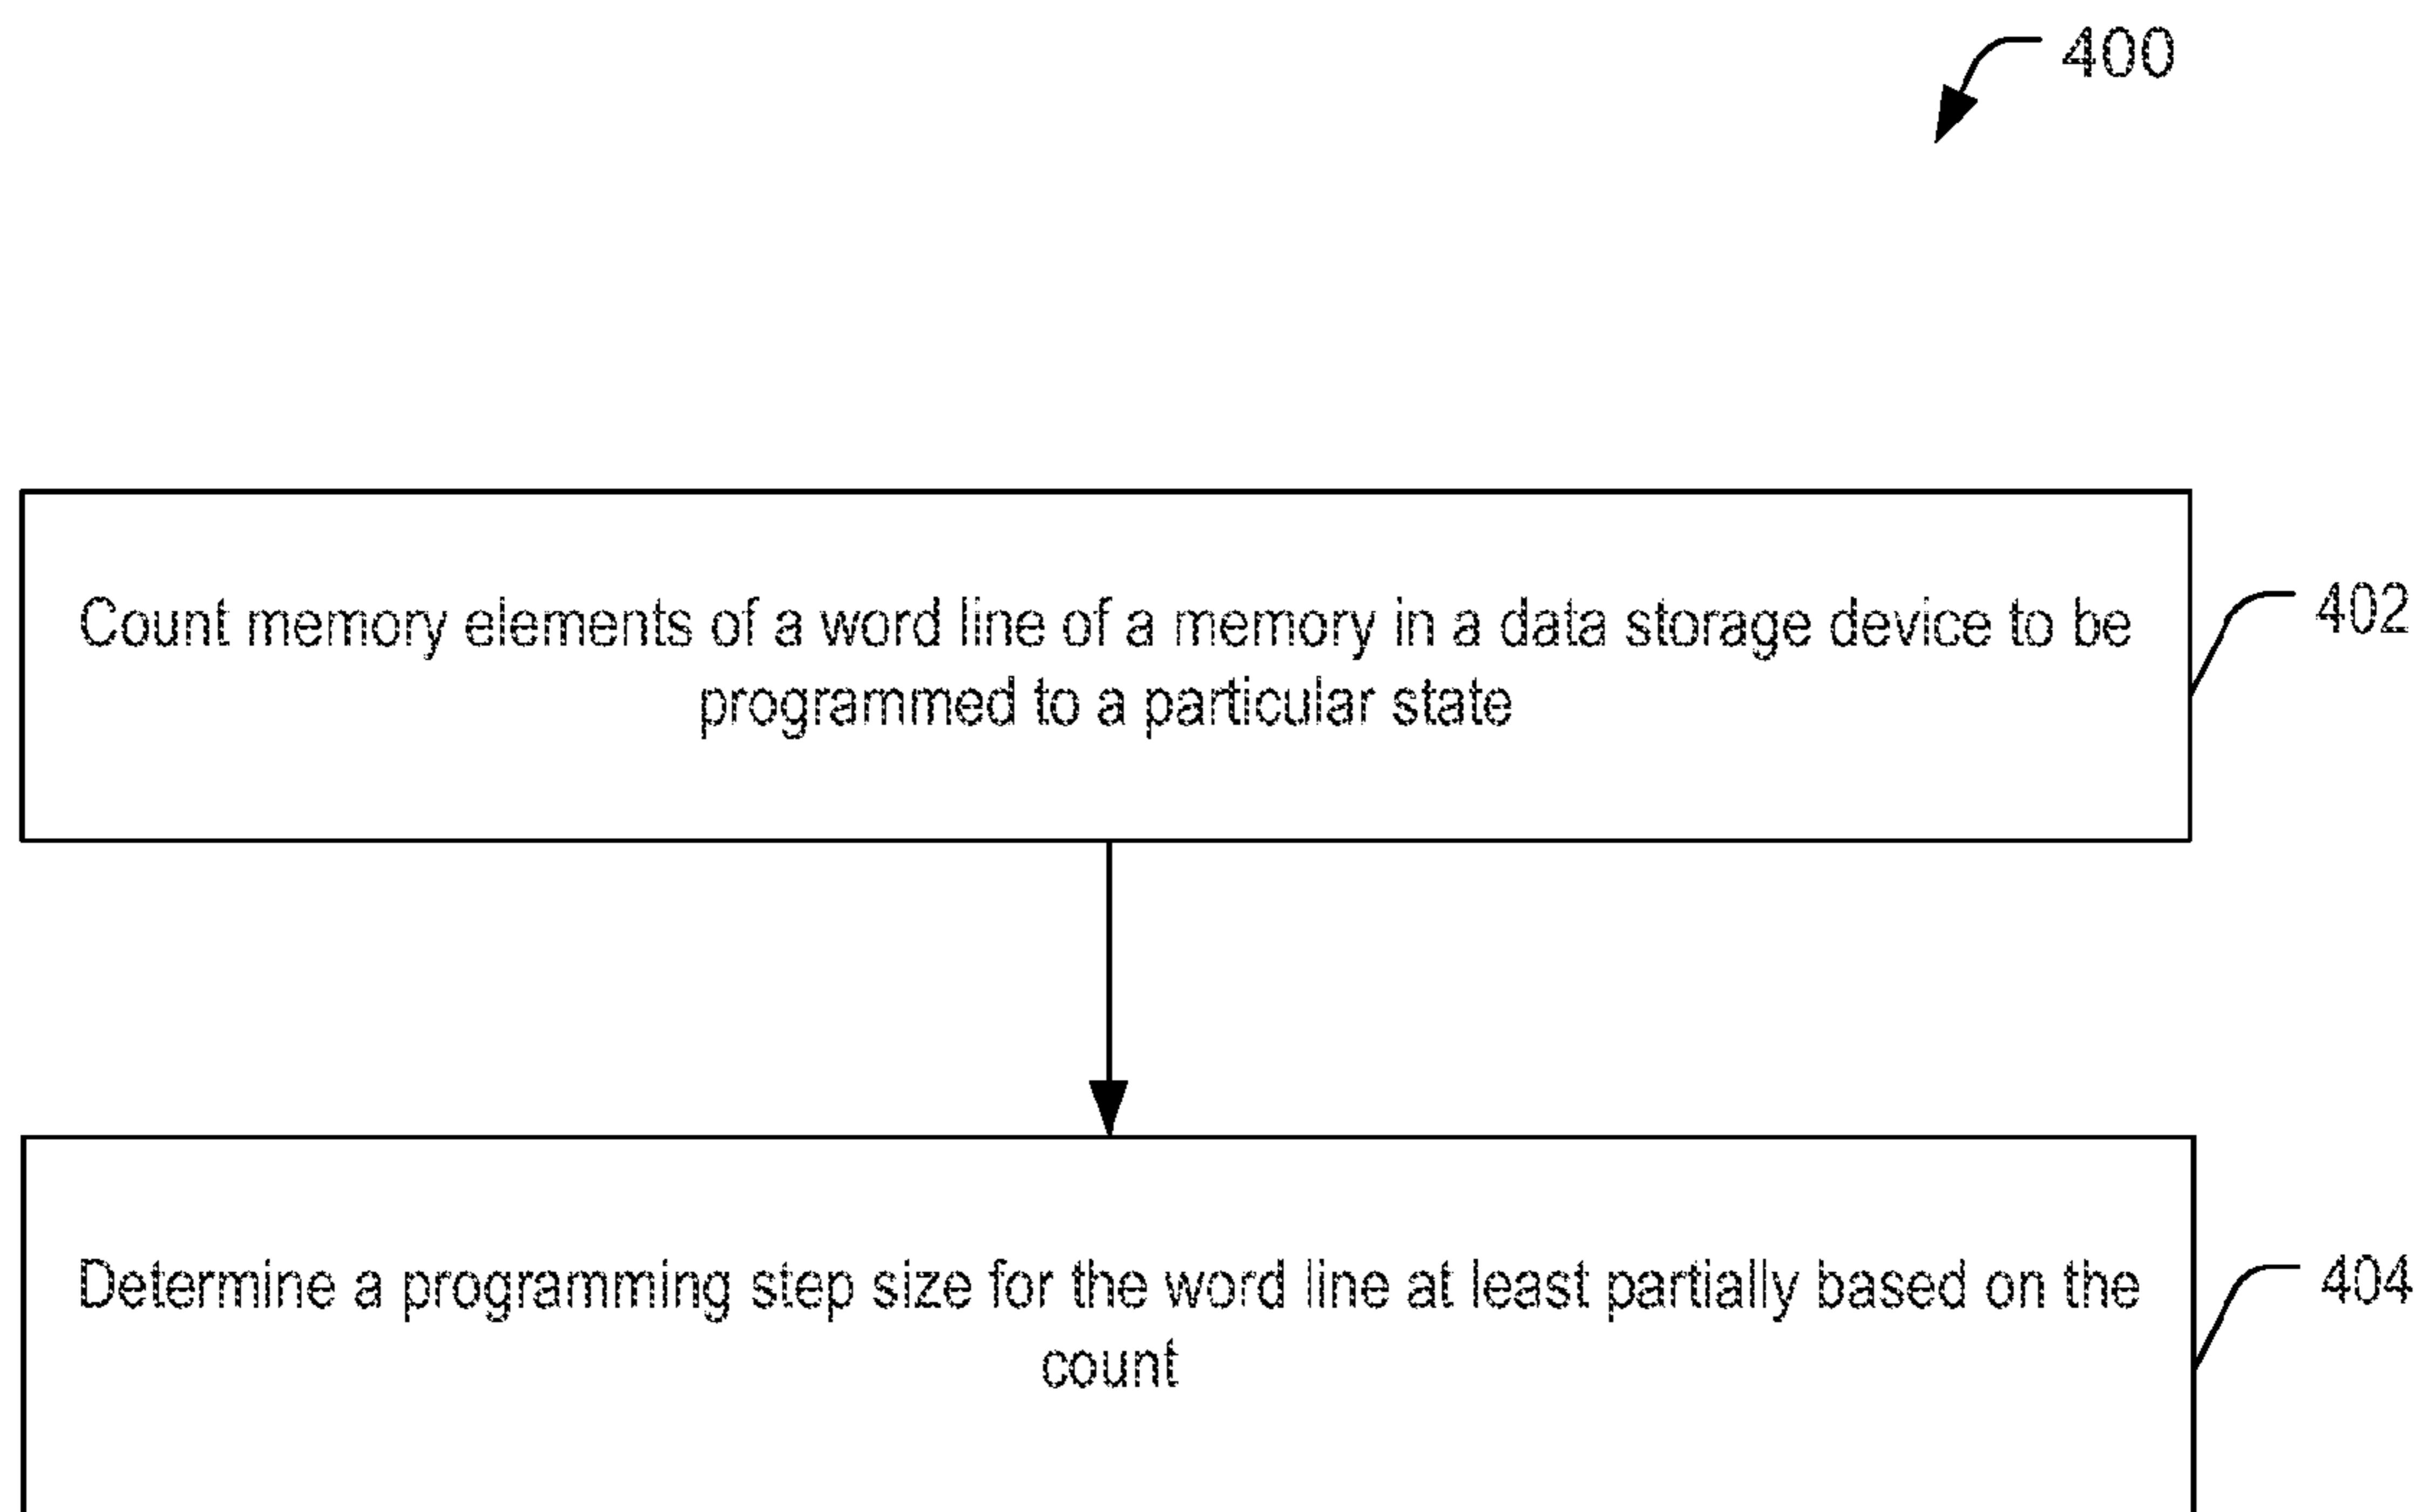 400
Count memory elements of a word line of a memory in a data storage device to be
programmed to a particular state
402
Determine a programming step size for the word line at least partially based on the
count
404